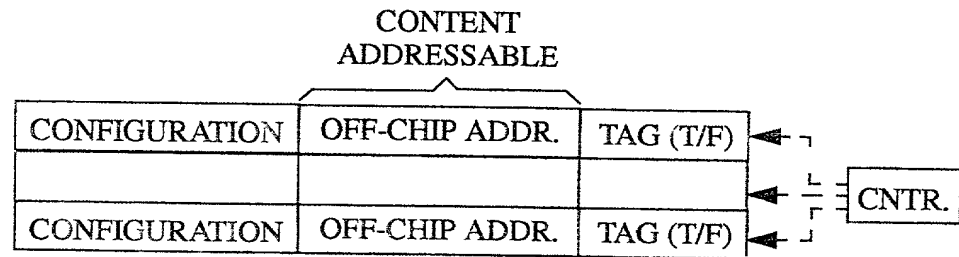 CONTENT
ADDRESSABLE
CONFIGURATION OFF-CHIP ADDR. TAG (T/F)
CNTR.
CONFIGURATION OFF-CHIP ADDR. TAG (T/F)